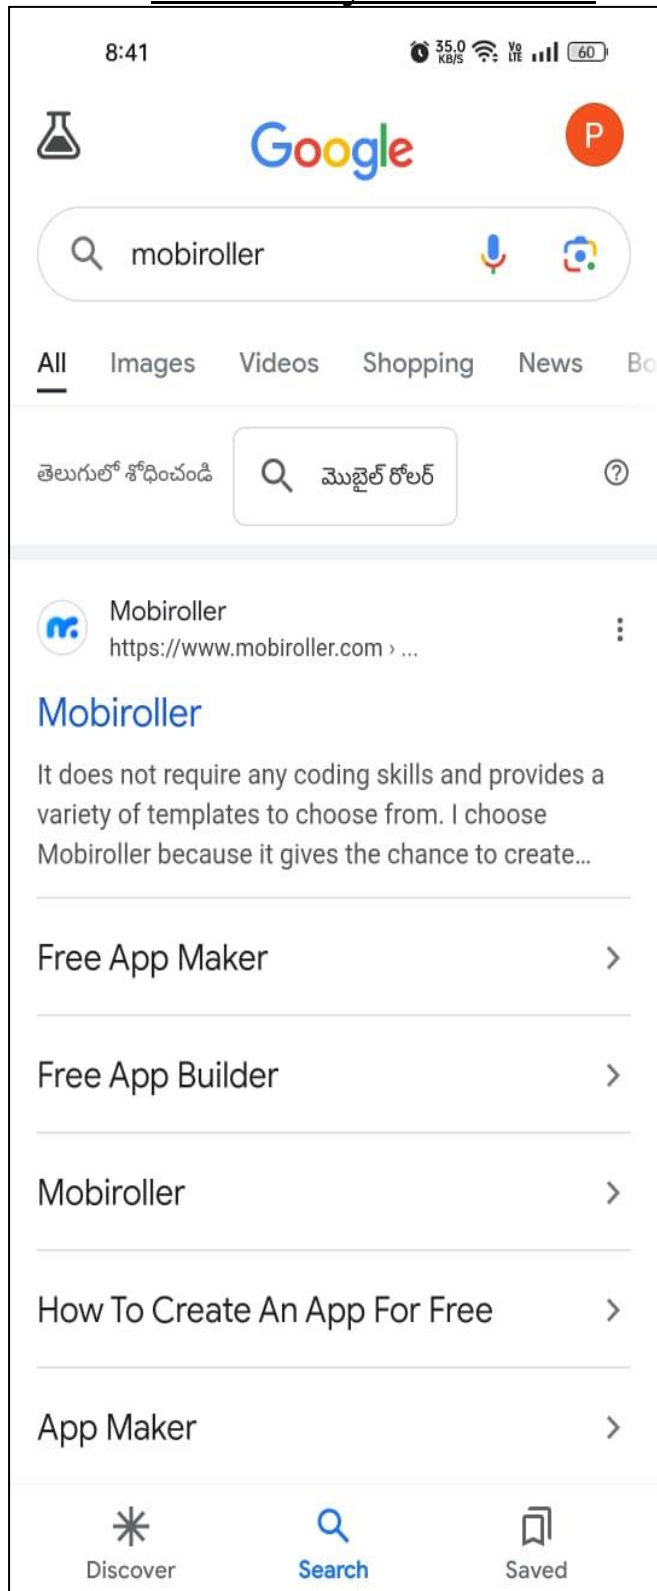 8:41 35.0 KB/S Vo LTE 60
Google P
mobiroller
All Images Videos Shopping News Bo
తెలుగులో శోధించండి మొబైల్ రోలర్
Mobiroller
https://www.mobiroller.com › ...
Mobiroller
It does not require any coding skills and provides a
variety of templates to choose from. I choose
Mobiroller because it gives the chance to create...
Free App Maker
Free App Builder
Mobiroller
How To Create An App For Free
App Maker
Discover Search Saved